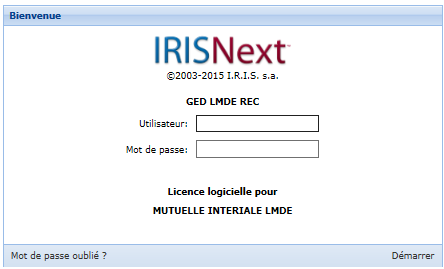 Bienvenue
IRISNext™
©2003-2015 I.R.I.S. s.a.
GED LMDE REC
Utilisateur:
Mot de passe:
Licence logicielle pour
MUTUELLE INTERIALE LMDE
Mot de passe oublié ? Démarrer